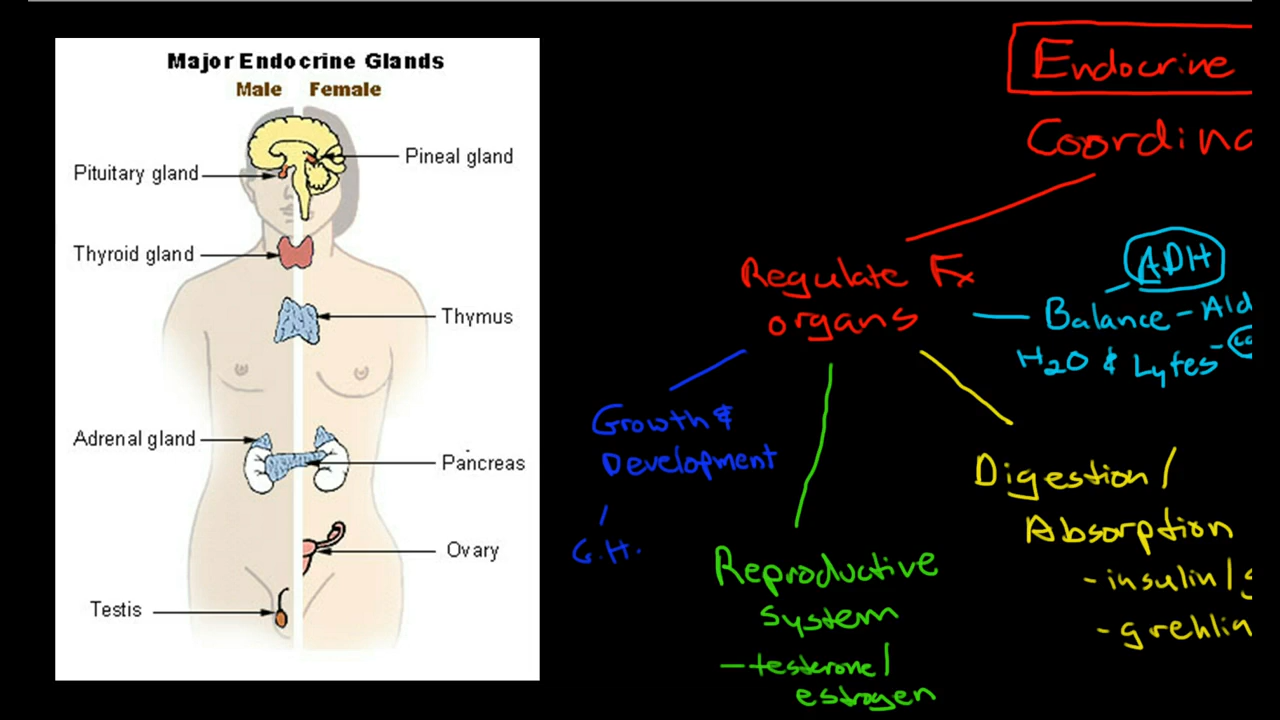 Major Endocrine Glands
Male Female
Pineal gland
Pituitary gland
Thyroid gland
Thymus
Adrenal gland
Pancreas
Ovary
Testis
Endocrine
Coordina
Regulate Fx
organs
ADH
Balance - Ald
H2O & Lytes -
Growth &
Development
G.H.
Reproductive
system
- testerone/
estrogen
Digestion/
Absorption
- insulin/g
- grehlin